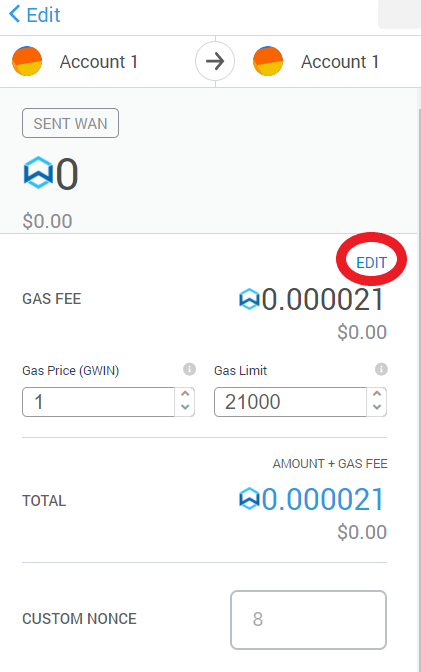 Edit
Account 1
Account 1
SENT WAN
0
$0.00
EDIT
GAS FEE
0.000021
$0.00
Gas Price (GWIN)
Gas Limit
1
21000
AMOUNT + GAS FEE
TOTAL
0.000021
$0.00
CUSTOM NONCE
8